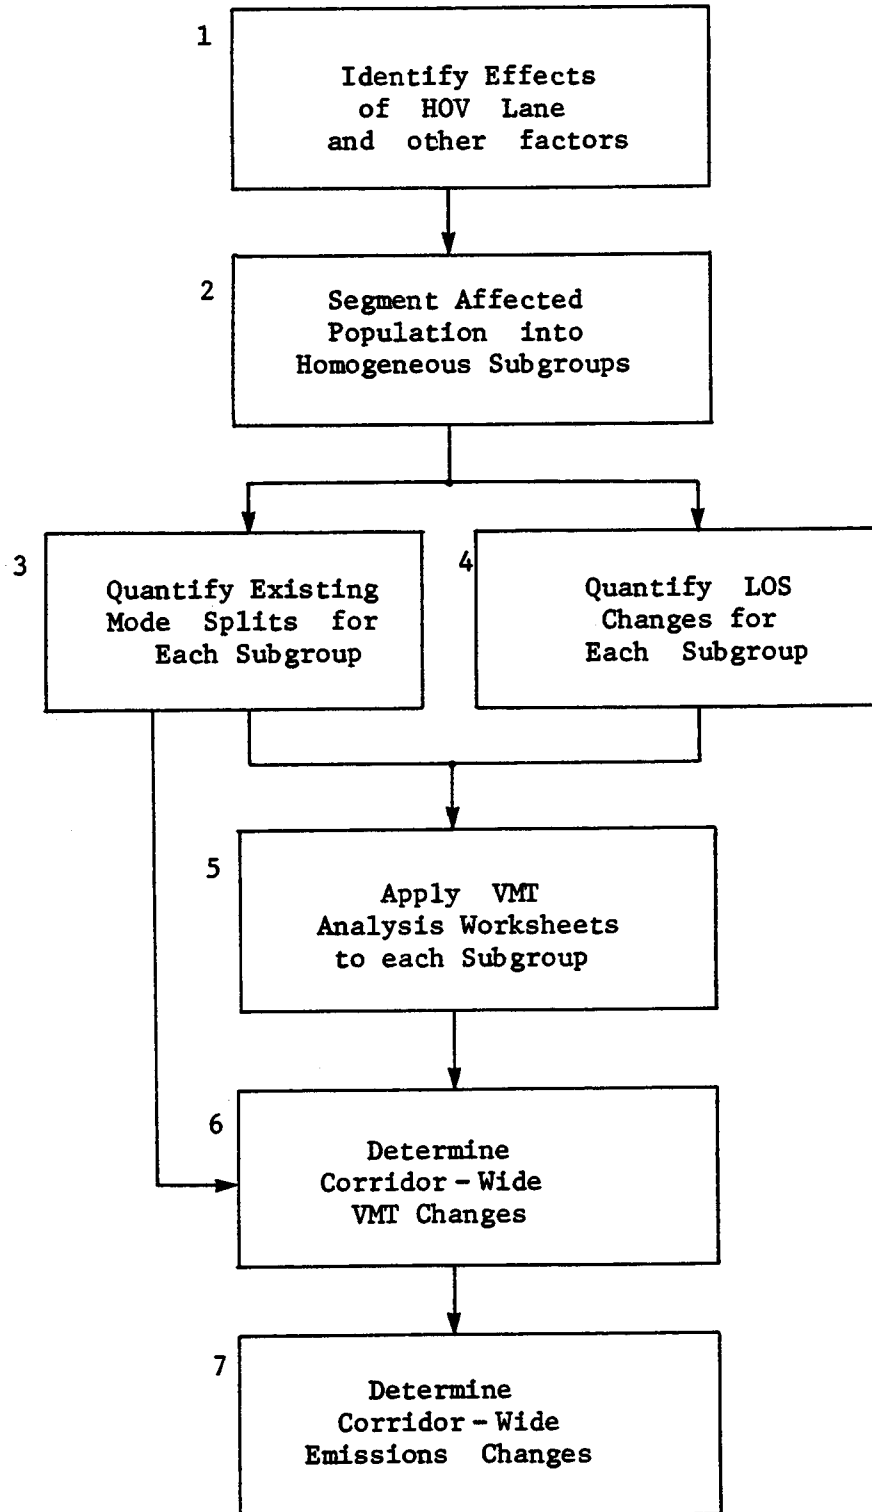 1
Identify Effects
of HOV Lane
and other factors
2
Segment Affected
Population into
Homogeneous Subgroups
3
Quantify Existing
Mode Splits for
Each Subgroup
4
Quantify LOS
Changes for
Each Subgroup
5
Apply VMT
Analysis Worksheets
to each Subgroup
6
Determine
Corridor-Wide
VMT Changes
7
Determine
Corridor-Wide
Emissions Changes